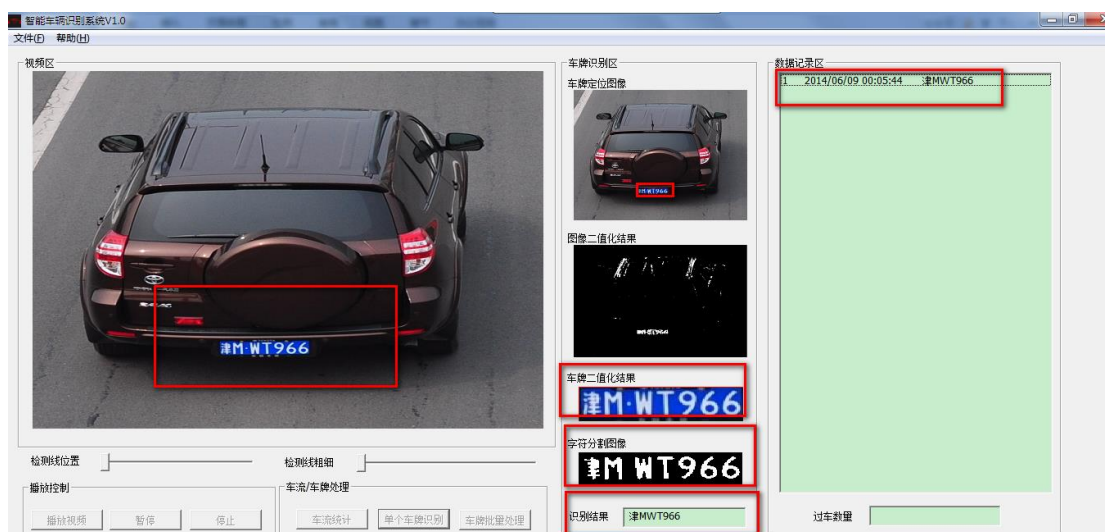 智能车辆识别系统V1.0
文件(F) 帮助(H)
视频区
津M·WT966
检测线位置
检测线粗细
播放控制
播放视频 暂停 停止
车流/车牌处理
车流统计 单个车牌识别 车牌批量处理
车牌识别区
车牌定位图像
津M·WT966
图像二值化结果
车牌二值化结果
津M·WT966
字符分割图像
津M WT966
识别结果 津MWT966
数据记录区
1 2014/06/09 00:05:44 津MWT966
过车数量